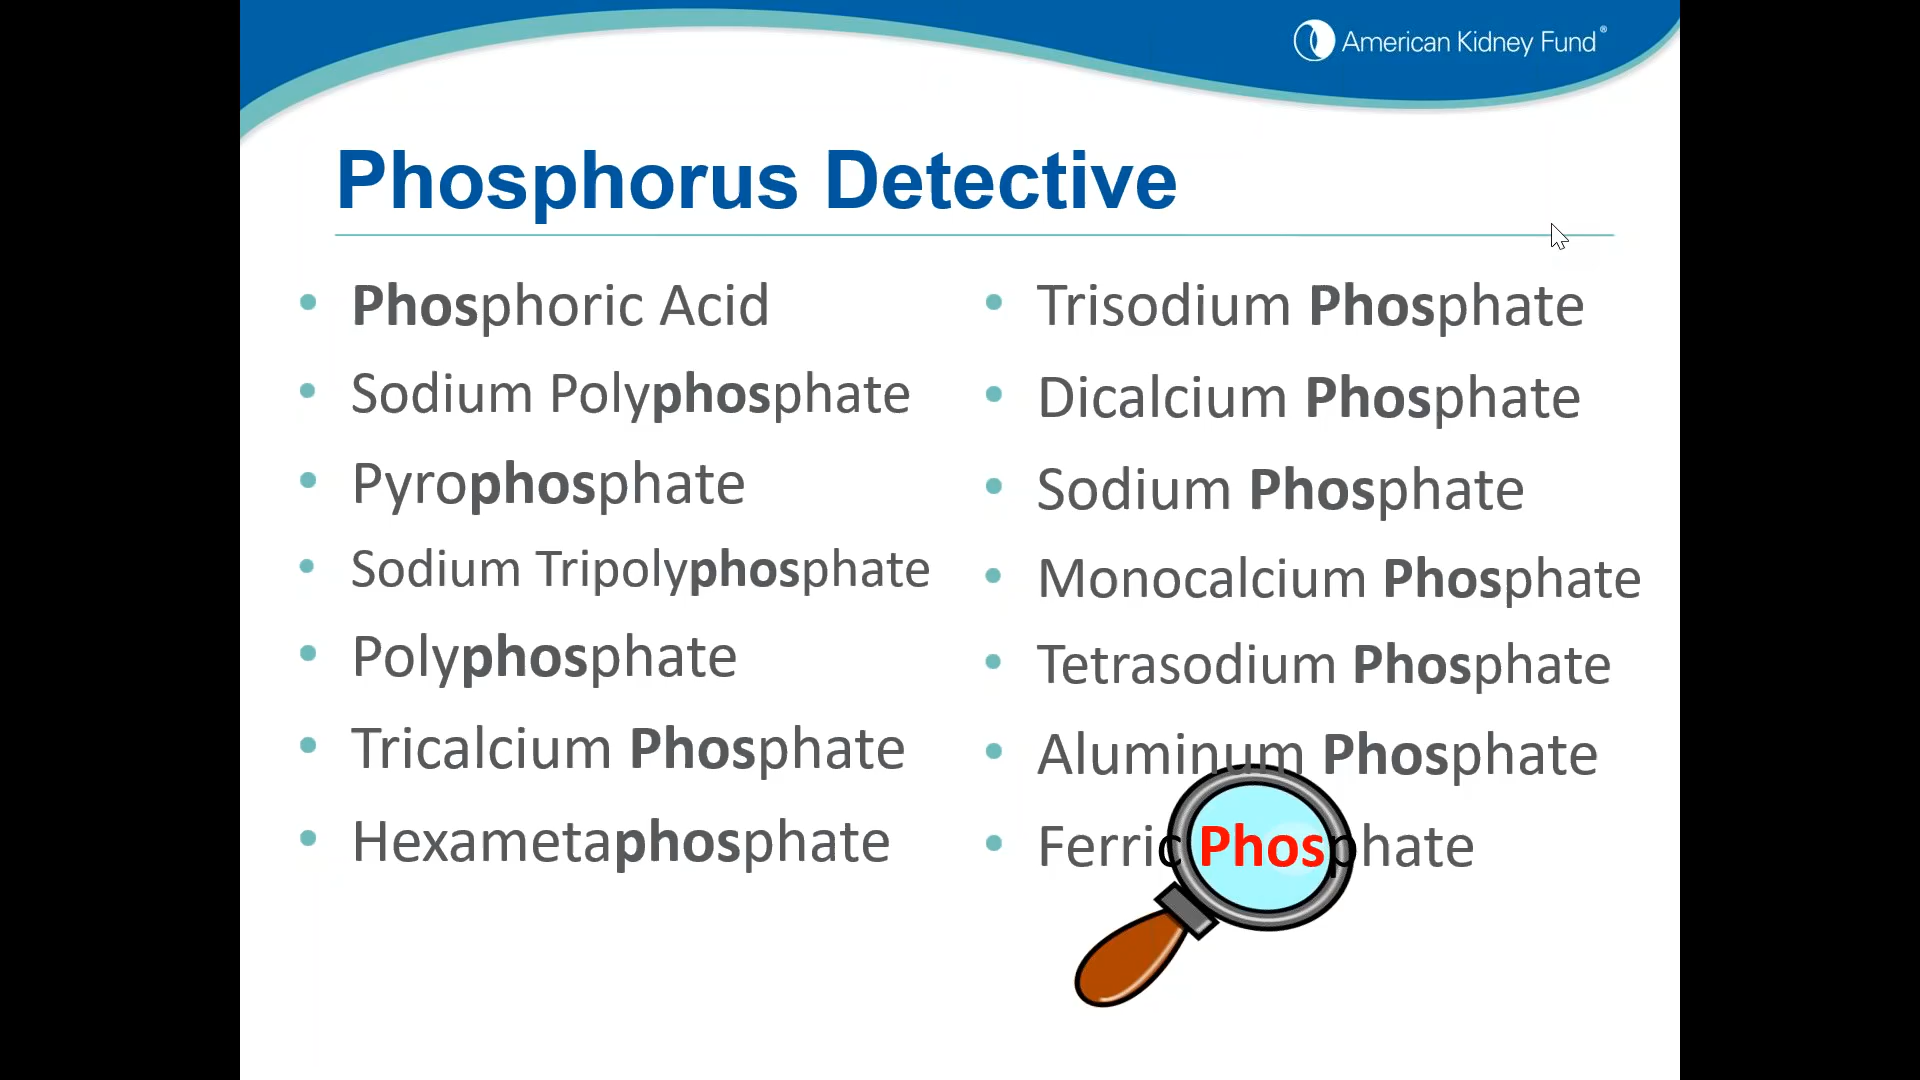 American Kidney Fund®
Phosphorus Detective
• Phosphoric Acid
• Sodium Polyphosphate
• Pyrophosphate
• Sodium Tripolyphosphate
• Polyphosphate
• Tricalcium Phosphate
• Hexametaphosphate
• Trisodium Phosphate
• Dicalcium Phosphate
• Sodium Phosphate
• Monocalcium Phosphate
• Tetrasodium Phosphate
• Aluminum Phosphate
• Ferric Phosphate